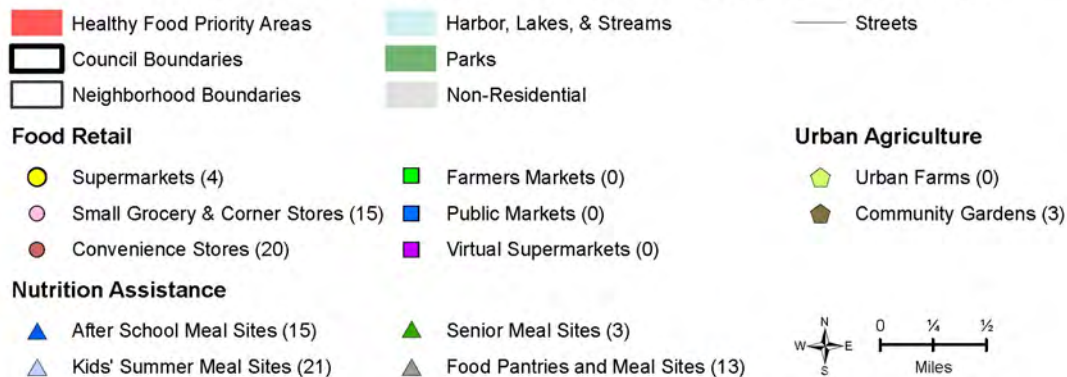 Healthy Food Priority Areas
Harbor, Lakes, & Streams
Streets
Council Boundaries
Parks
Neighborhood Boundaries
Non-Residential
Food Retail
Urban Agriculture
Supermarkets (4)
Farmers Markets (0)
Urban Farms (0)
Small Grocery & Corner Stores (15)
Public Markets (0)
Community Gardens (3)
Convenience Stores (20)
Virtual Supermarkets (0)
Nutrition Assistance
After School Meal Sites (15)
Senior Meal Sites (3)
Kids' Summer Meal Sites (21)
Food Pantries and Meal Sites (13)
N
W E
S
0 ¼ ½
Miles